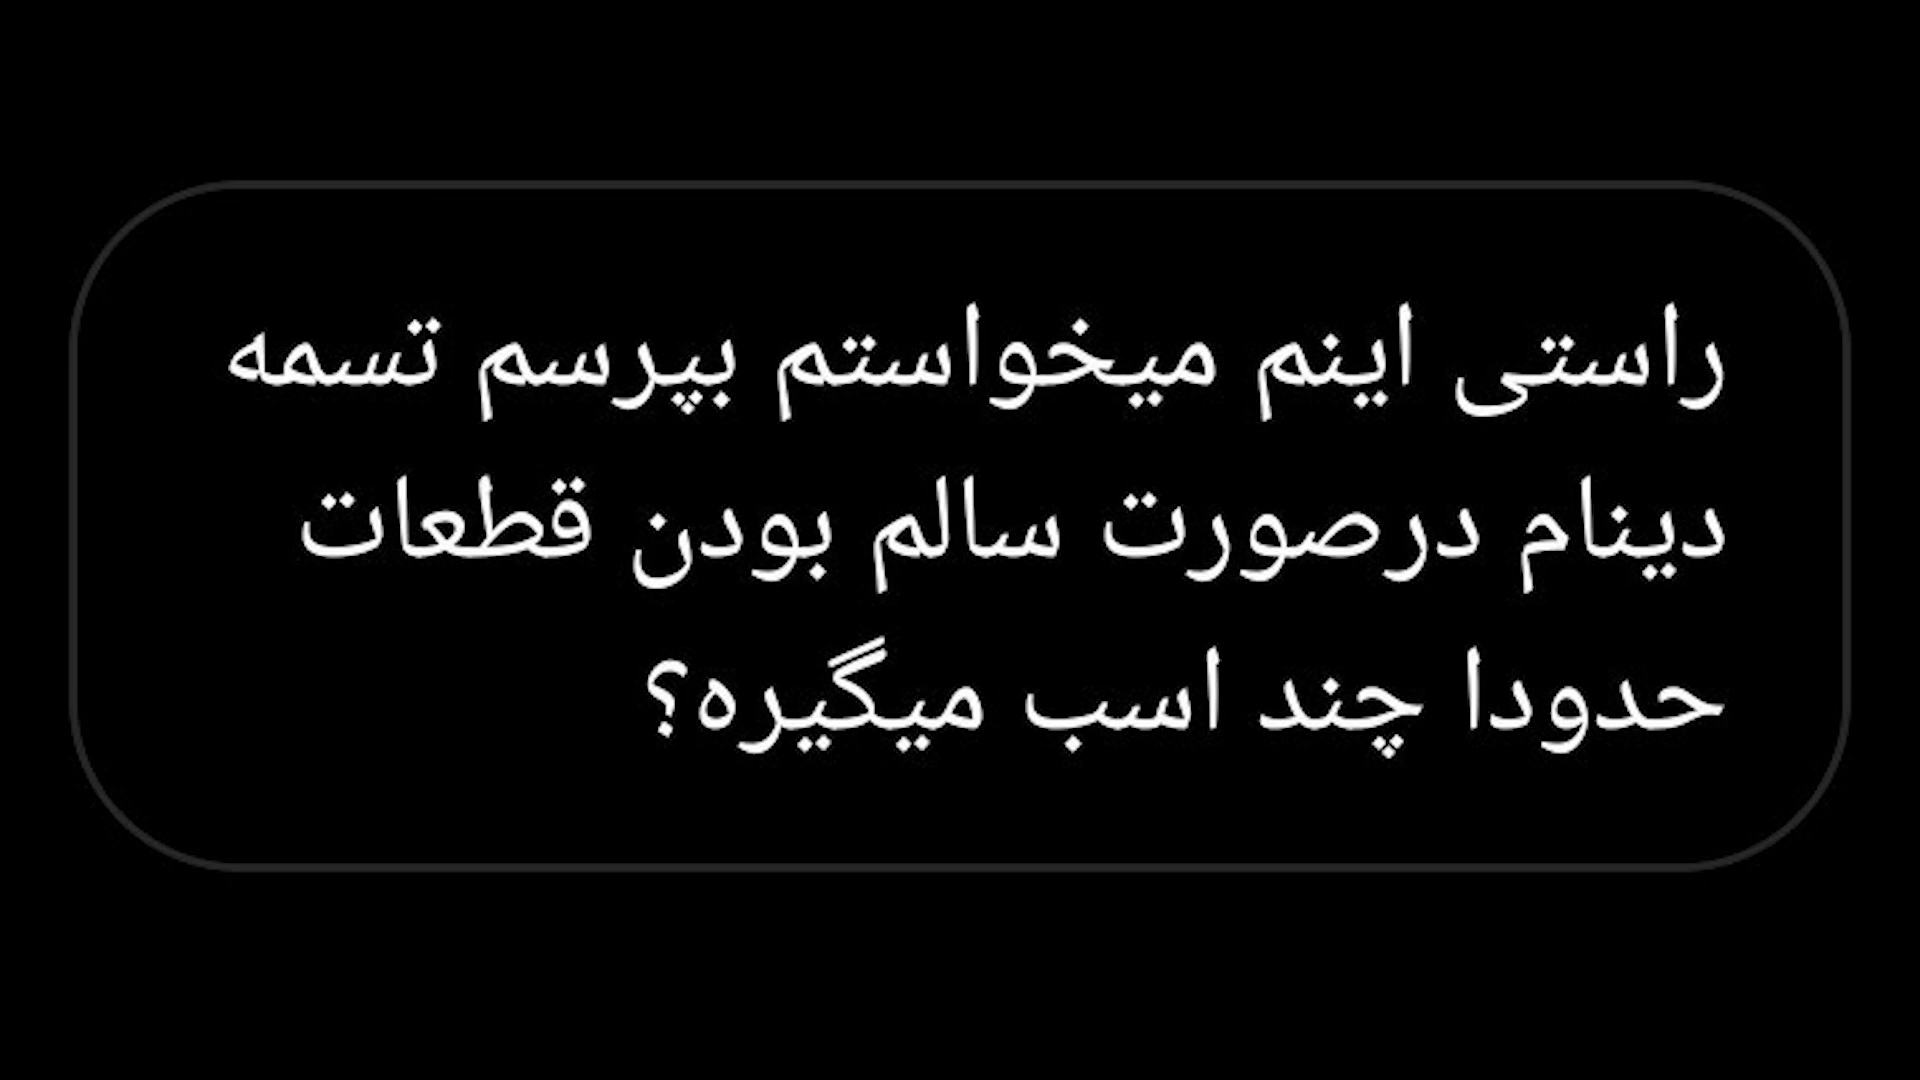 راستی اینم میخواستم بپرسم تسمه
دینام درصورت سالم بودن قطعات
حدودا چند اسب میگیره؟